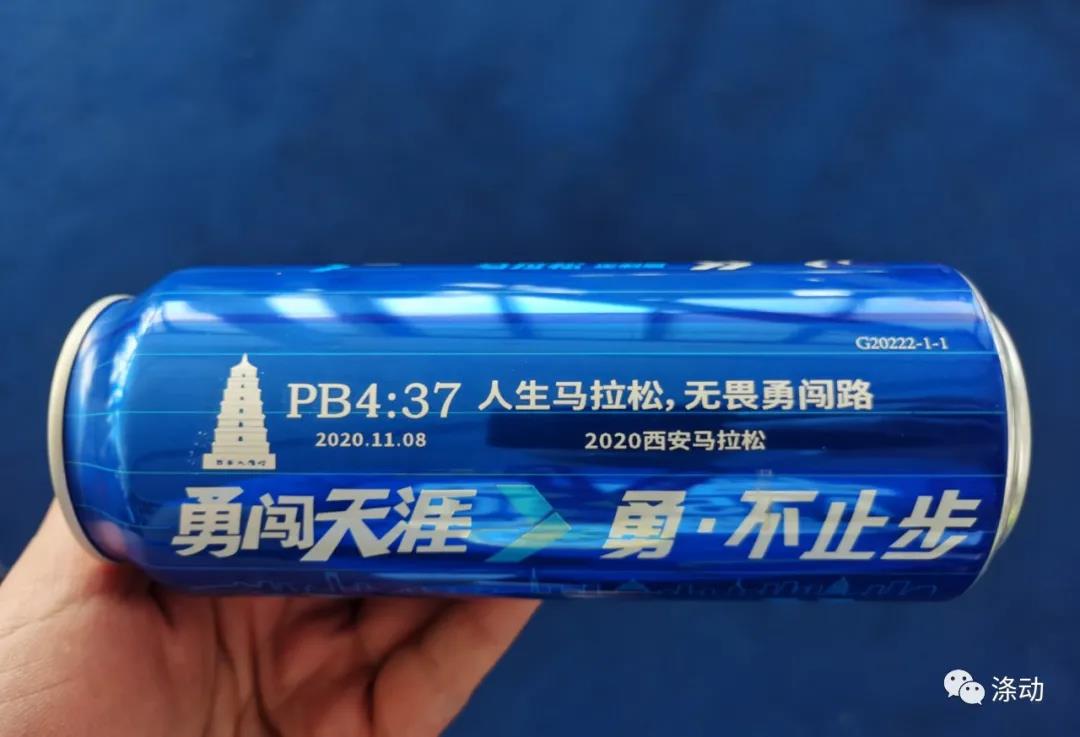 G20222-1-1
PB4:37 人生马拉松,无畏勇闯路
2020.11.08 2020西安马拉松
勇闯天涯 勇·不止步
涤动